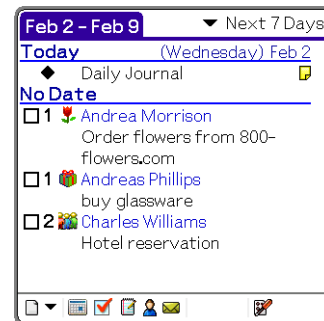 Feb 2 - Feb 9 Next 7 Days
Today (Wednesday) Feb 2
Daily Journal
No Date
1 Andrea Morrison
Order flowers from 800-
flowers.com
1 Andreas Phillips
buy glassware
2 Charles Williams
Hotel reservation